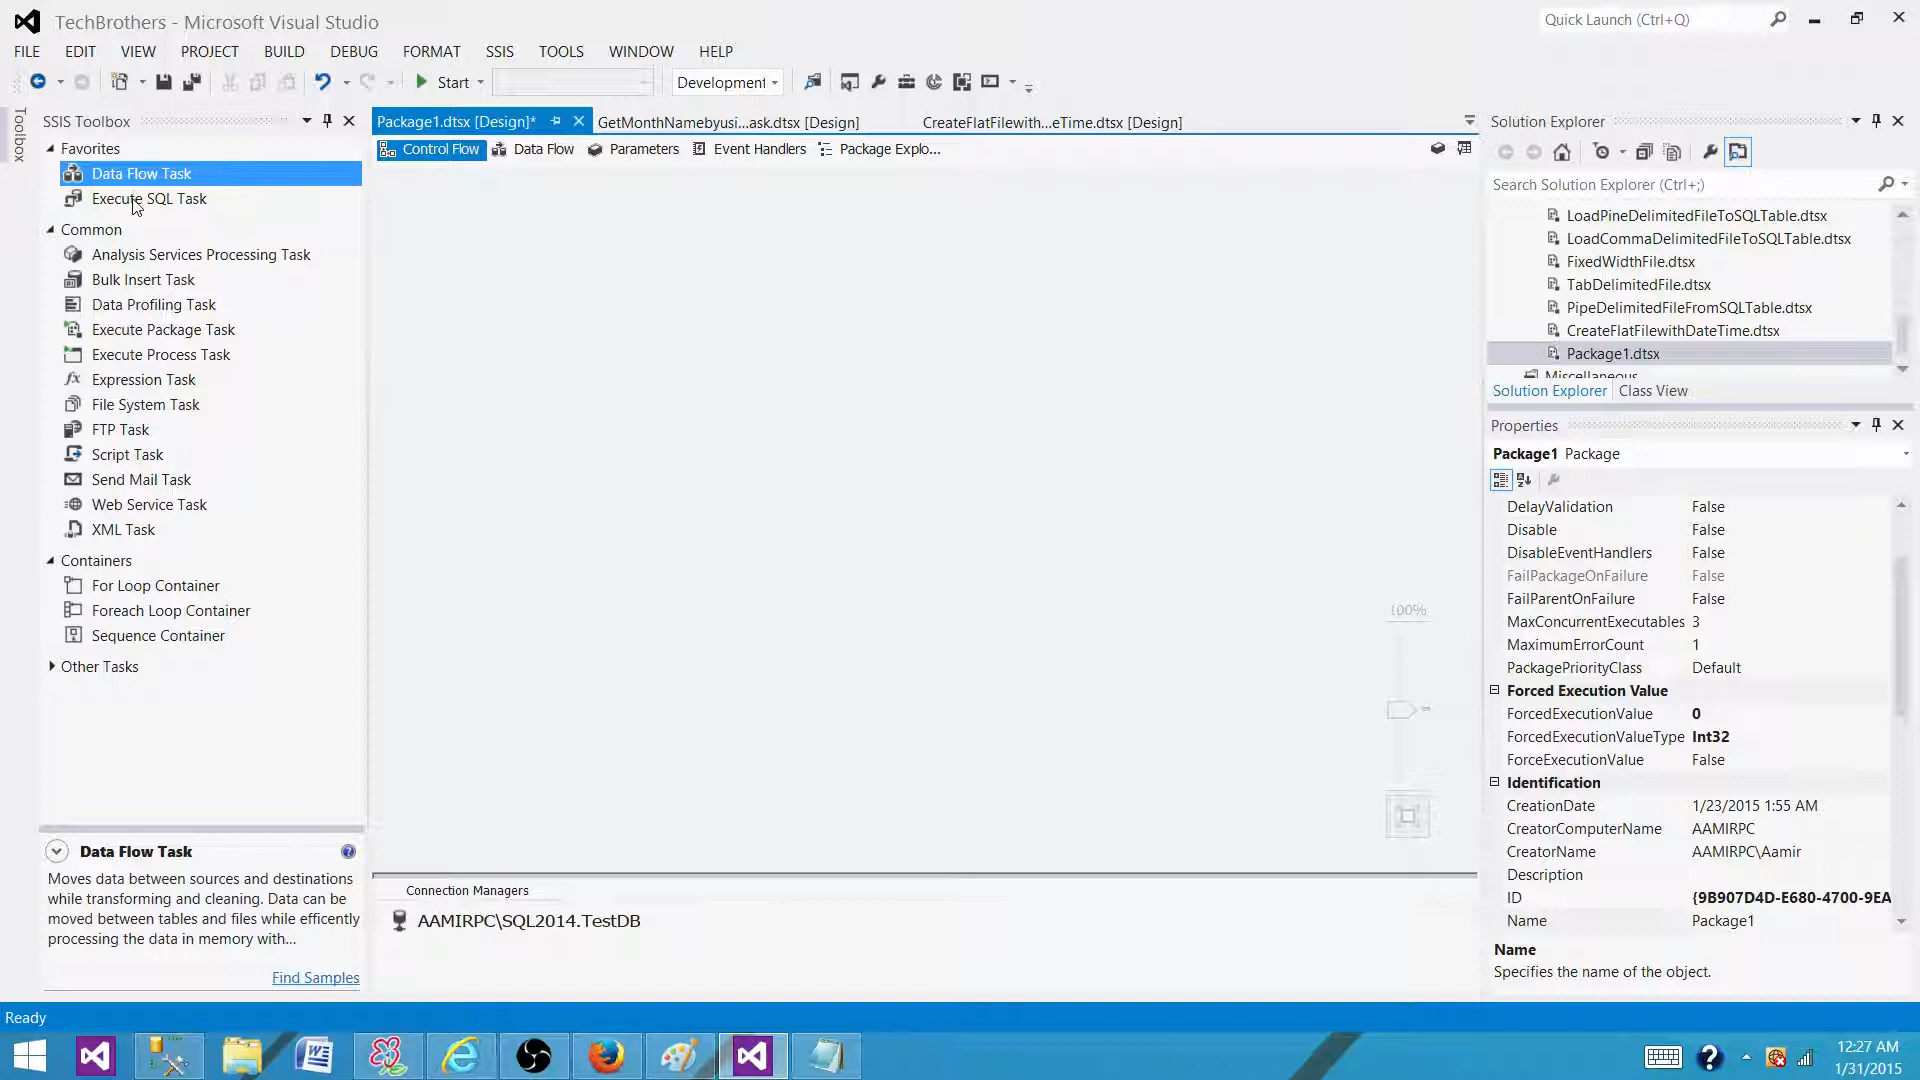 TechBrothers - Microsoft Visual Studio
Quick Launch (Ctrl+Q)
FILE EDIT VIEW PROJECT BUILD DEBUG FORMAT SSIS TOOLS WINDOW HELP
Start
Development
Toolbox
SSIS Toolbox
Favorites
Data Flow Task
Execute SQL Task
Common
Analysis Services Processing Task
Bulk Insert Task
Data Profiling Task
Execute Package Task
Execute Process Task
Expression Task
File System Task
FTP Task
Script Task
Send Mail Task
Web Service Task
XML Task
Containers
For Loop Container
Foreach Loop Container
Sequence Container
Other Tasks
Data Flow Task
Moves data between sources and destinations
while transforming and cleaning. Data can be
moved between tables and files while efficently
processing the data in memory with...
Find Samples
Package1.dtsx [Design]* GetMonthNamebyusi...ask.dtsx [Design] CreateFlatFilewith...eTime.dtsx [Design]
Control Flow Data Flow Parameters Event Handlers Package Explo...
100%
Connection Managers
AAMIRPC\SQL2014.TestDB
Solution Explorer
Search Solution Explorer (Ctrl+;)
LoadPineDelimitedFileToSQLTable.dtsx
LoadCommaDelimitedFileToSQLTable.dtsx
FixedWidthFile.dtsx
TabDelimitedFile.dtsx
PipeDelimitedFileFromSQLTable.dtsx
CreateFlatFilewithDateTime.dtsx
Package1.dtsx
Miscellaneous
Solution Explorer Class View
Properties
Package1 Package
DelayValidation False
Disable False
DisableEventHandlers False
FailPackageOnFailure False
FailParentOnFailure False
MaxConcurrentExecutables 3
MaximumErrorCount 1
PackagePriorityClass Default
Forced Execution Value
ForcedExecutionValue 0
ForcedExecutionValueType Int32
ForceExecutionValue False
Identification
CreationDate 1/23/2015 1:55 AM
CreatorComputerName AAMIRPC
CreatorName AAMIRPC\Aamir
Description
ID {9B907D4D-E680-4700-9EA
Name Package1
Name
Specifies the name of the object.
Ready
12:27 AM
1/31/2015